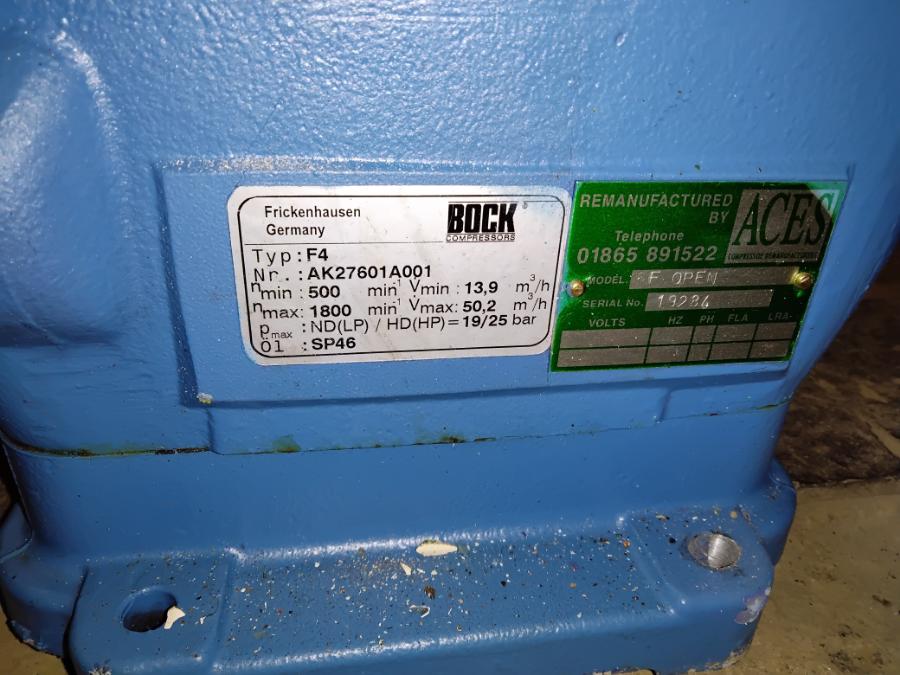 Frickenhausen
Germany
BOCK®
COMPRESSORS
Typ : F4
Nr. : AK27601A001
nmin : 500 min⁻¹ Vmin : 13,9 m³/h
nmax: 1800 min⁻¹ Vmax: 50,2 m³/h
pmax : ND(LP) / HD(HP) = 19/25 bar
Öl : SP46
REMANUFACTURED
BY
ACES
COMPRESSOR REMANUFACTURERS
Telephone
01865 891522
MODEL. F OPEN
SERIAL No. 19284
VOLTS HZ PH FLA LRA